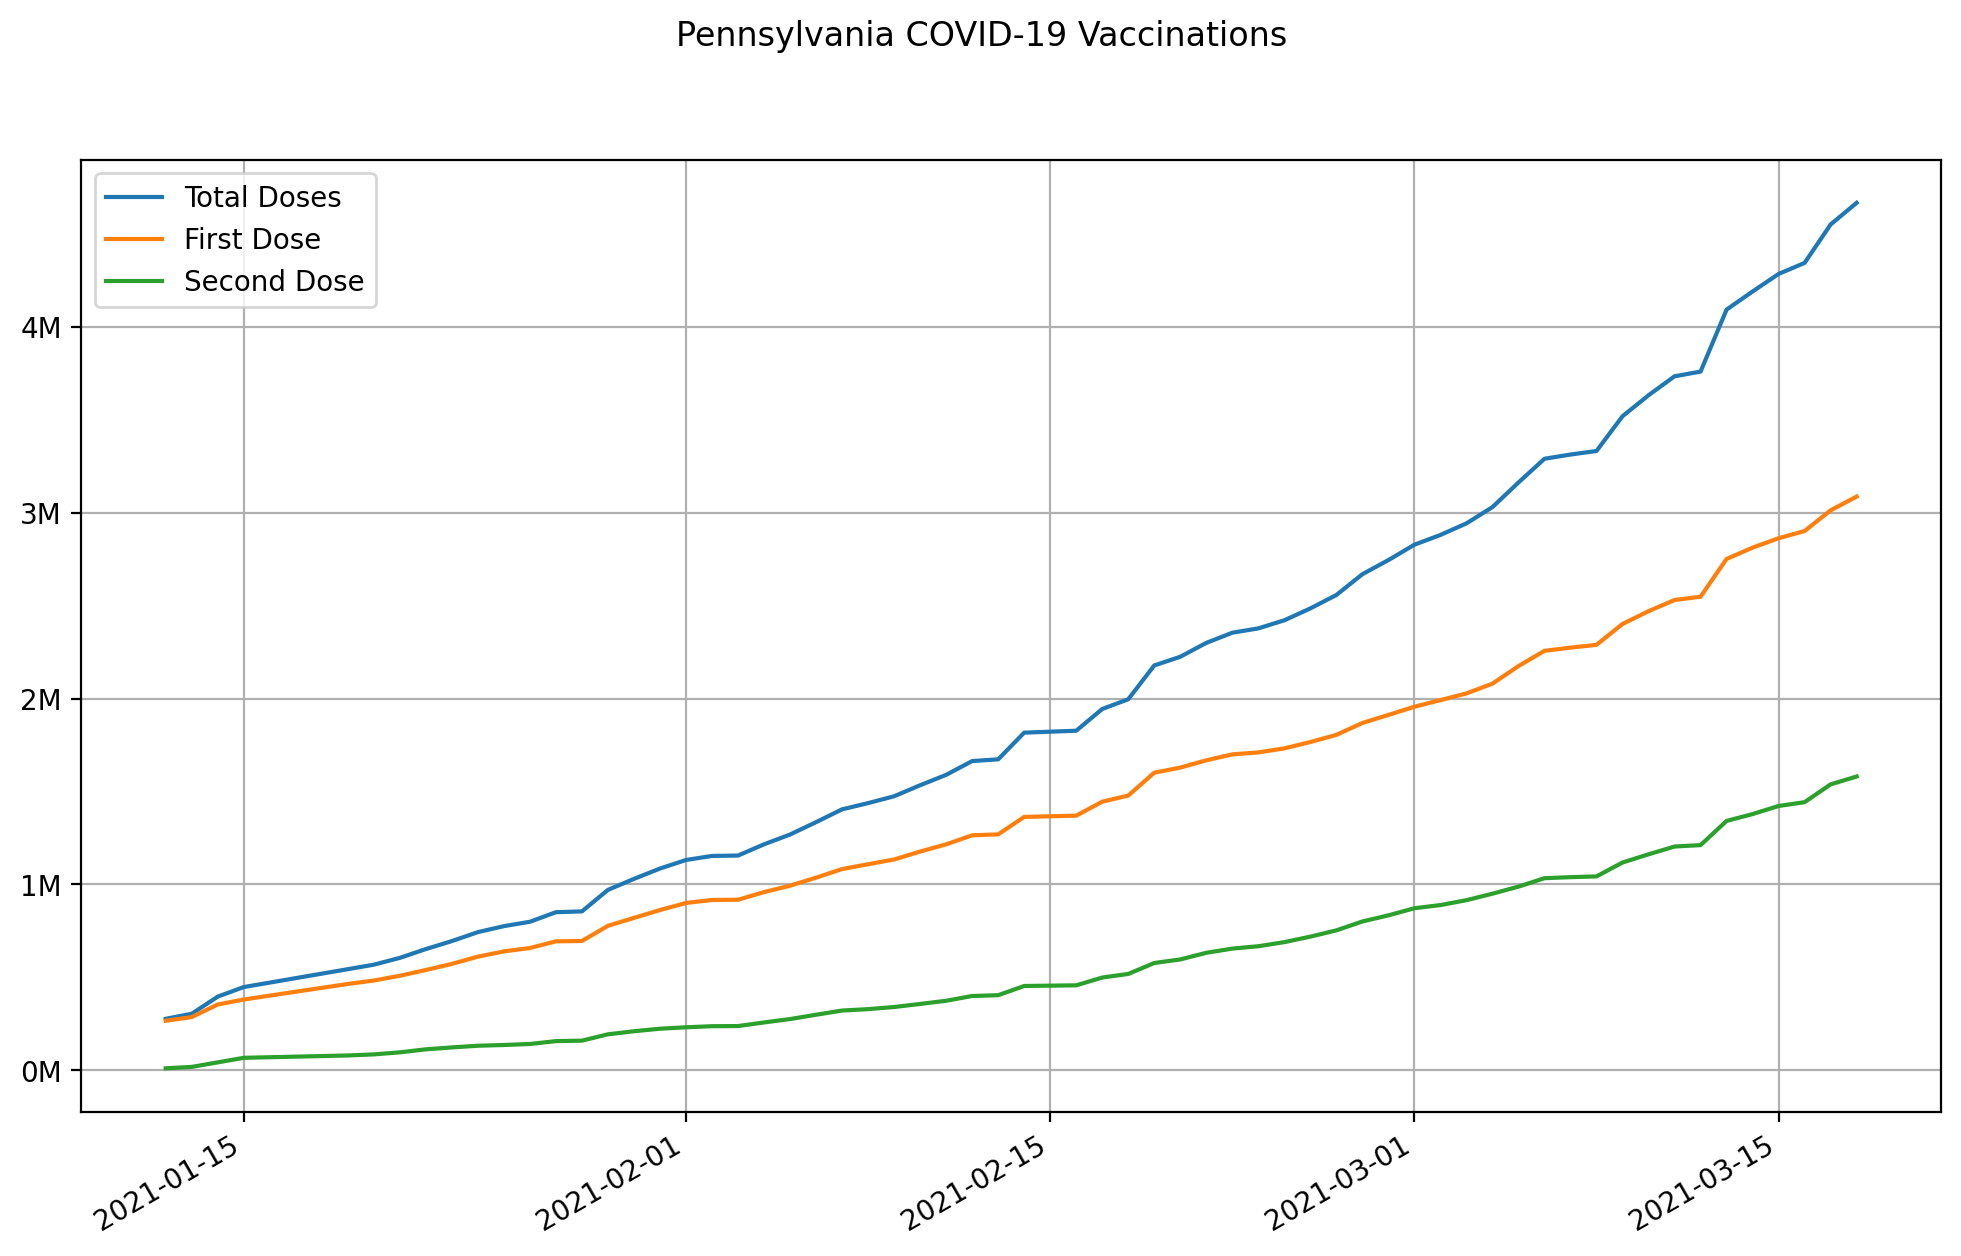 Pennsylvania COVID-19 Vaccinations
Total Doses
First Dose
Second Dose
4M
3M
2M
1M
0M
2021-01-15
2021-02-01
2021-02-15
2021-03-01
2021-03-15